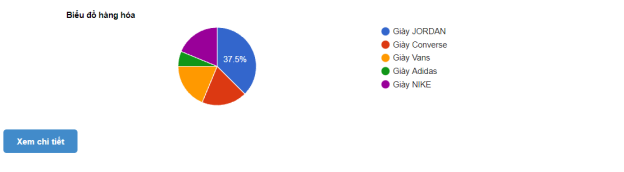 Biểu đồ hàng hóa
37.5%
Giày JORDAN
Giày Converse
Giày Vans
Giày Adidas
Giày NIKE
Xem chi tiết